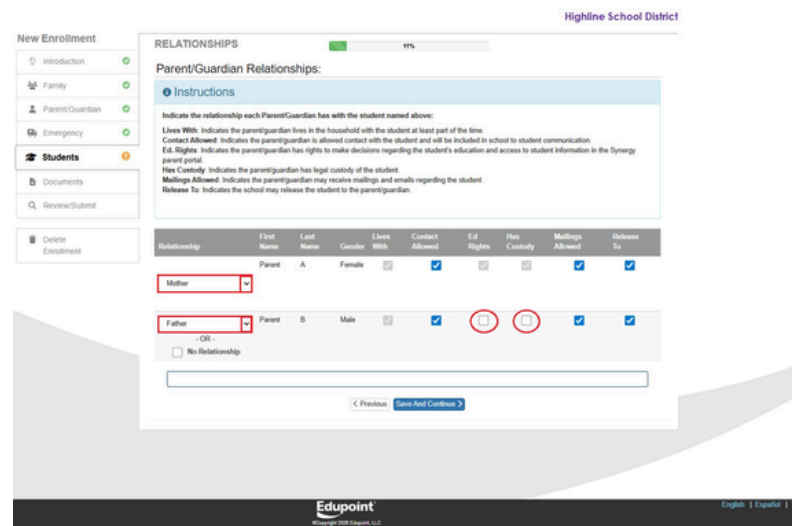 Highline School District
New Enrollment
Introduction
Family
Parent/Guardian
Emergency
Students
Documents
Review/Submit
Delete
Enrollment
RELATIONSHIPS
11%
Parent/Guardian Relationships:
Instructions
Indicate the relationship each Parent/Guardian has with the student named above:
Lives With: Indicates the parent/guardian lives in the household with the student at least part of the time.
Contact Allowed: Indicates the parent/guardian is allowed contact with the student and will be included in school to student communication.
Ed. Rights: Indicates the parent/guardian has rights to make decisions regarding the student's education and access to student information in the Synergy
parent portal.
Has Custody: Indicates the parent/guardian has legal custody of the student.
Mailings Allowed: Indicates the parent/guardian may receive mailings and emails regarding the student.
Release To: Indicates the school may release the student to the parent/guardian.
Relationship First Name Last Name Gender Lives With Contact Allowed Ed Rights Has Custody Mailings Allowed Release To
Parent A Female
Mother
Father Parent B Male
- OR -
No Relationship
< Previous Save And Continue >
Edupoint
©Copyright 2020 Edupoint, LLC
English | Español |